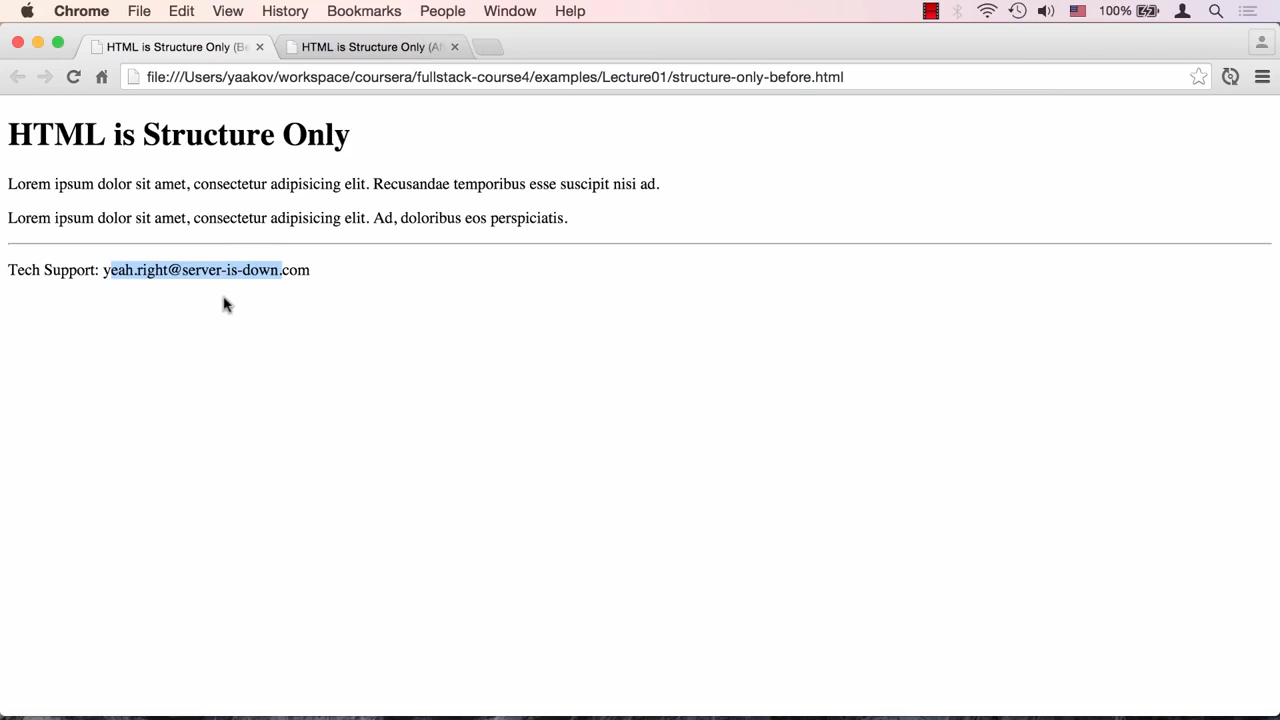 Chrome File Edit View History Bookmarks People Window Help 100%
HTML is Structure Only (Be HTML is Structure Only (Af
file:///Users/yaakov/workspace/coursera/fullstack-course4/examples/Lecture01/structure-only-before.html
HTML is Structure Only
Lorem ipsum dolor sit amet, consectetur adipisicing elit. Recusandae temporibus esse suscipit nisi ad.
Lorem ipsum dolor sit amet, consectetur adipisicing elit. Ad, doloribus eos perspiciatis.
Tech Support: yeah.right@server-is-down.com